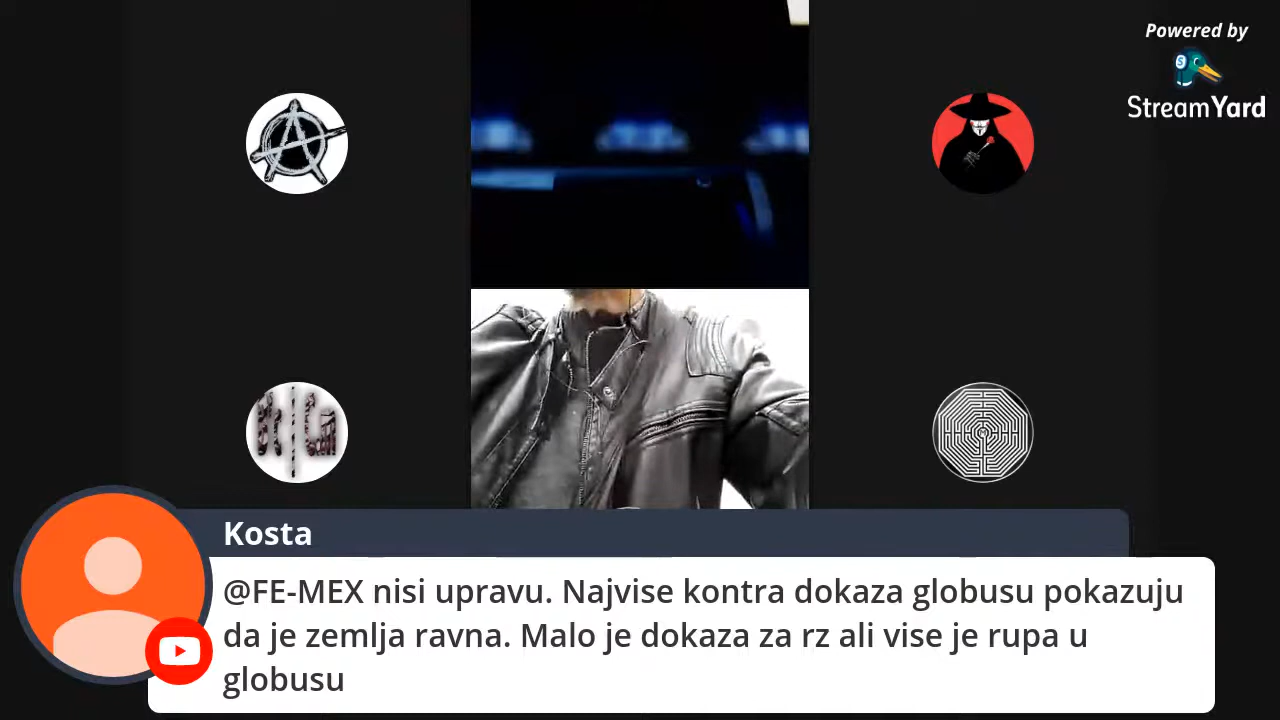 Powered by
StreamYard
Kosta
@FE-MEX nisi upravu. Najvise kontra dokaza globusu pokazuju
da je zemlja ravna. Malo je dokaza za rz ali vise je rupa u
globusu